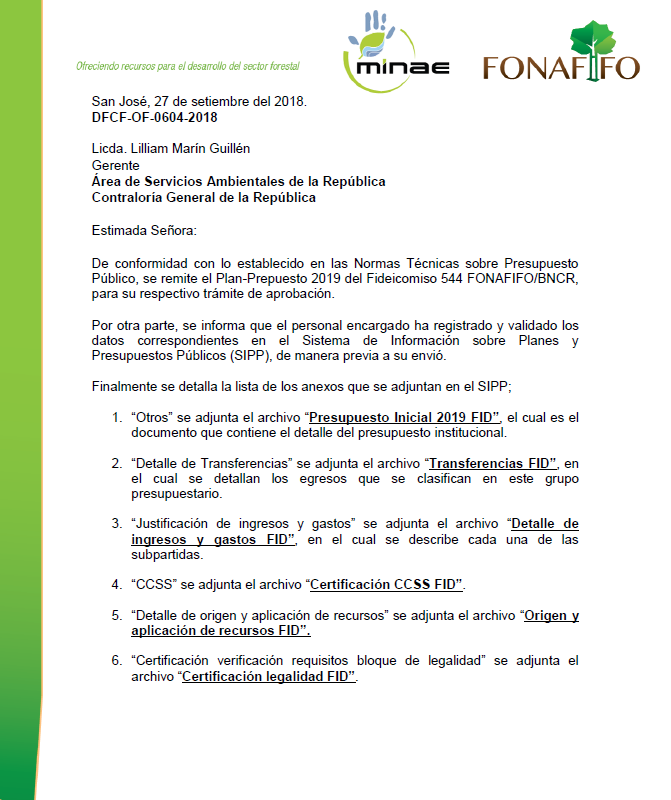 Ofreciendo recursos para el desarrollo del sector forestal
minae
FONAFIFO
San José, 27 de setiembre del 2018.
DFCF-OF-0604-2018
Licda. Lilliam Marín Guillén
Gerente
Área de Servicios Ambientales de la República
Contraloría General de la República
Estimada Señora:
De conformidad con lo establecido en las Normas Técnicas sobre Presupuesto
Público, se remite el Plan-Prepuesto 2019 del Fideicomiso 544 FONAFIFO/BNCR,
para su respectivo trámite de aprobación.
Por otra parte, se informa que el personal encargado ha registrado y validado los
datos correspondientes en el Sistema de Información sobre Planes y
Presupuestos Públicos (SIPP), de manera previa a su envió.
Finalmente se detalla la lista de los anexos que se adjuntan en el SIPP;
1. “Otros” se adjunta el archivo “Presupuesto Inicial 2019 FID”, el cual es el
documento que contiene el detalle del presupuesto institucional.
2. “Detalle de Transferencias” se adjunta el archivo “Transferencias FID”, en
el cual se detallan los egresos que se clasifican en este grupo
presupuestario.
3. “Justificación de ingresos y gastos” se adjunta el archivo “Detalle de
ingresos y gastos FID”, en el cual se describe cada una de las
subpartidas.
4. “CCSS” se adjunta el archivo “Certificación CCSS FID”.
5. “Detalle de origen y aplicación de recursos” se adjunta el archivo “Origen y
aplicación de recursos FID”.
6. “Certificación verificación requisitos bloque de legalidad” se adjunta el
archivo “Certificación legalidad FID”.